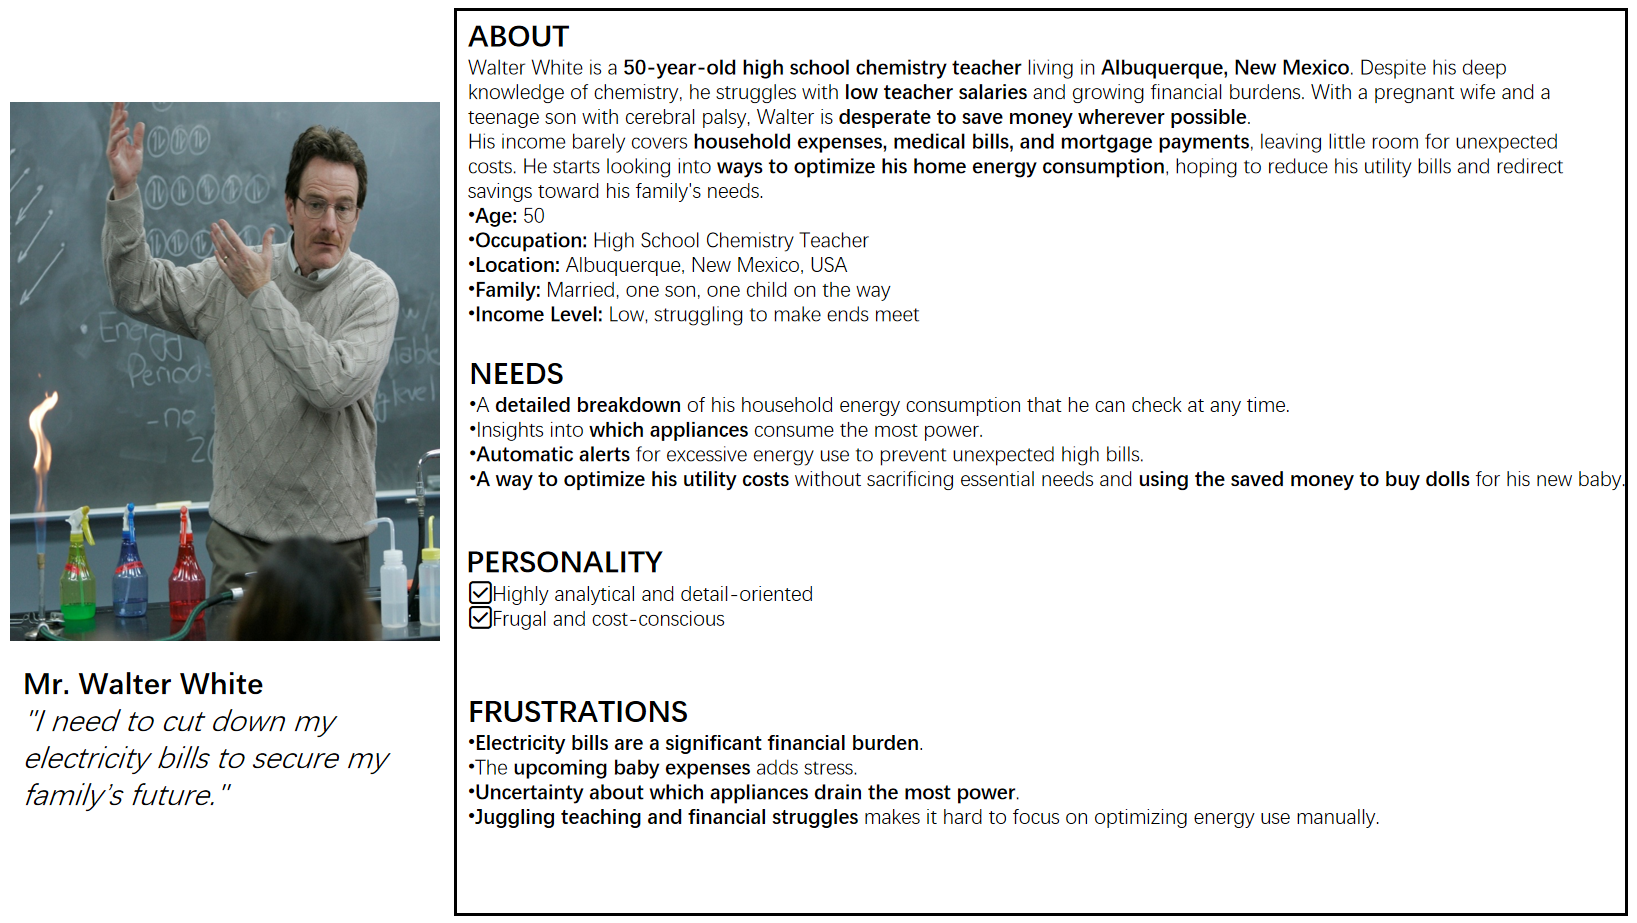 ABOUT
Walter White is a 50-year-old high school chemistry teacher living in Albuquerque, New Mexico. Despite his deep
knowledge of chemistry, he struggles with low teacher salaries and growing financial burdens. With a pregnant wife and a
teenage son with cerebral palsy, Walter is desperate to save money wherever possible.
His income barely covers household expenses, medical bills, and mortgage payments, leaving little room for unexpected
costs. He starts looking into ways to optimize his home energy consumption, hoping to reduce his utility bills and redirect
savings toward his family's needs.
•Age: 50
•Occupation: High School Chemistry Teacher
•Location: Albuquerque, New Mexico, USA
•Family: Married, one son, one child on the way
•Income Level: Low, struggling to make ends meet
NEEDS
•A detailed breakdown of his household energy consumption that he can check at any time.
•Insights into which appliances consume the most power.
•Automatic alerts for excessive energy use to prevent unexpected high bills.
•A way to optimize his utility costs without sacrificing essential needs and using the saved money to buy dolls for his new baby.
PERSONALITY
☑Highly analytical and detail-oriented
☑Frugal and cost-conscious
FRUSTRATIONS
•Electricity bills are a significant financial burden.
•The upcoming baby expenses adds stress.
•Uncertainty about which appliances drain the most power.
•Juggling teaching and financial struggles makes it hard to focus on optimizing energy use manually.
Mr. Walter White
"I need to cut down my
electricity bills to secure my
family's future."
Periods
-no